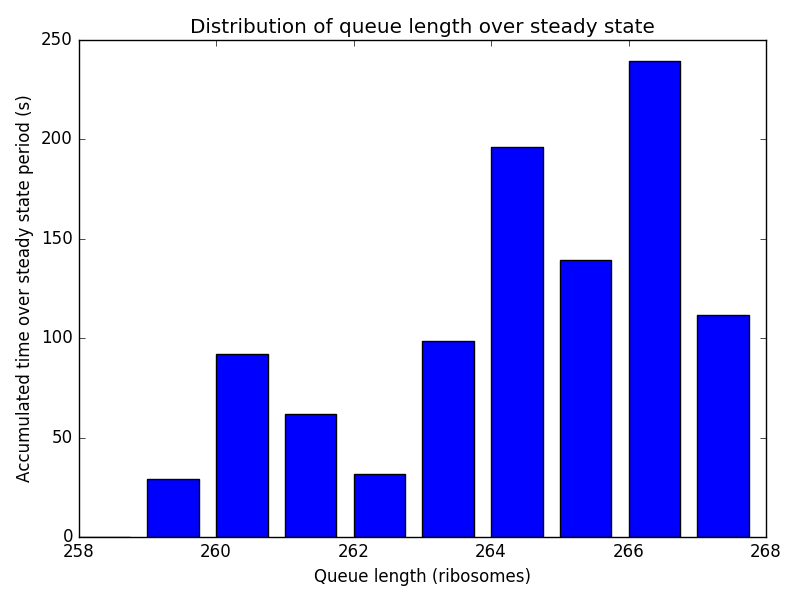 Distribution of queue length over steady state
Accumulated time over steady state period (s)
250
200
150
100
50
0
258 260 262 264 266 268
Queue length (ribosomes)